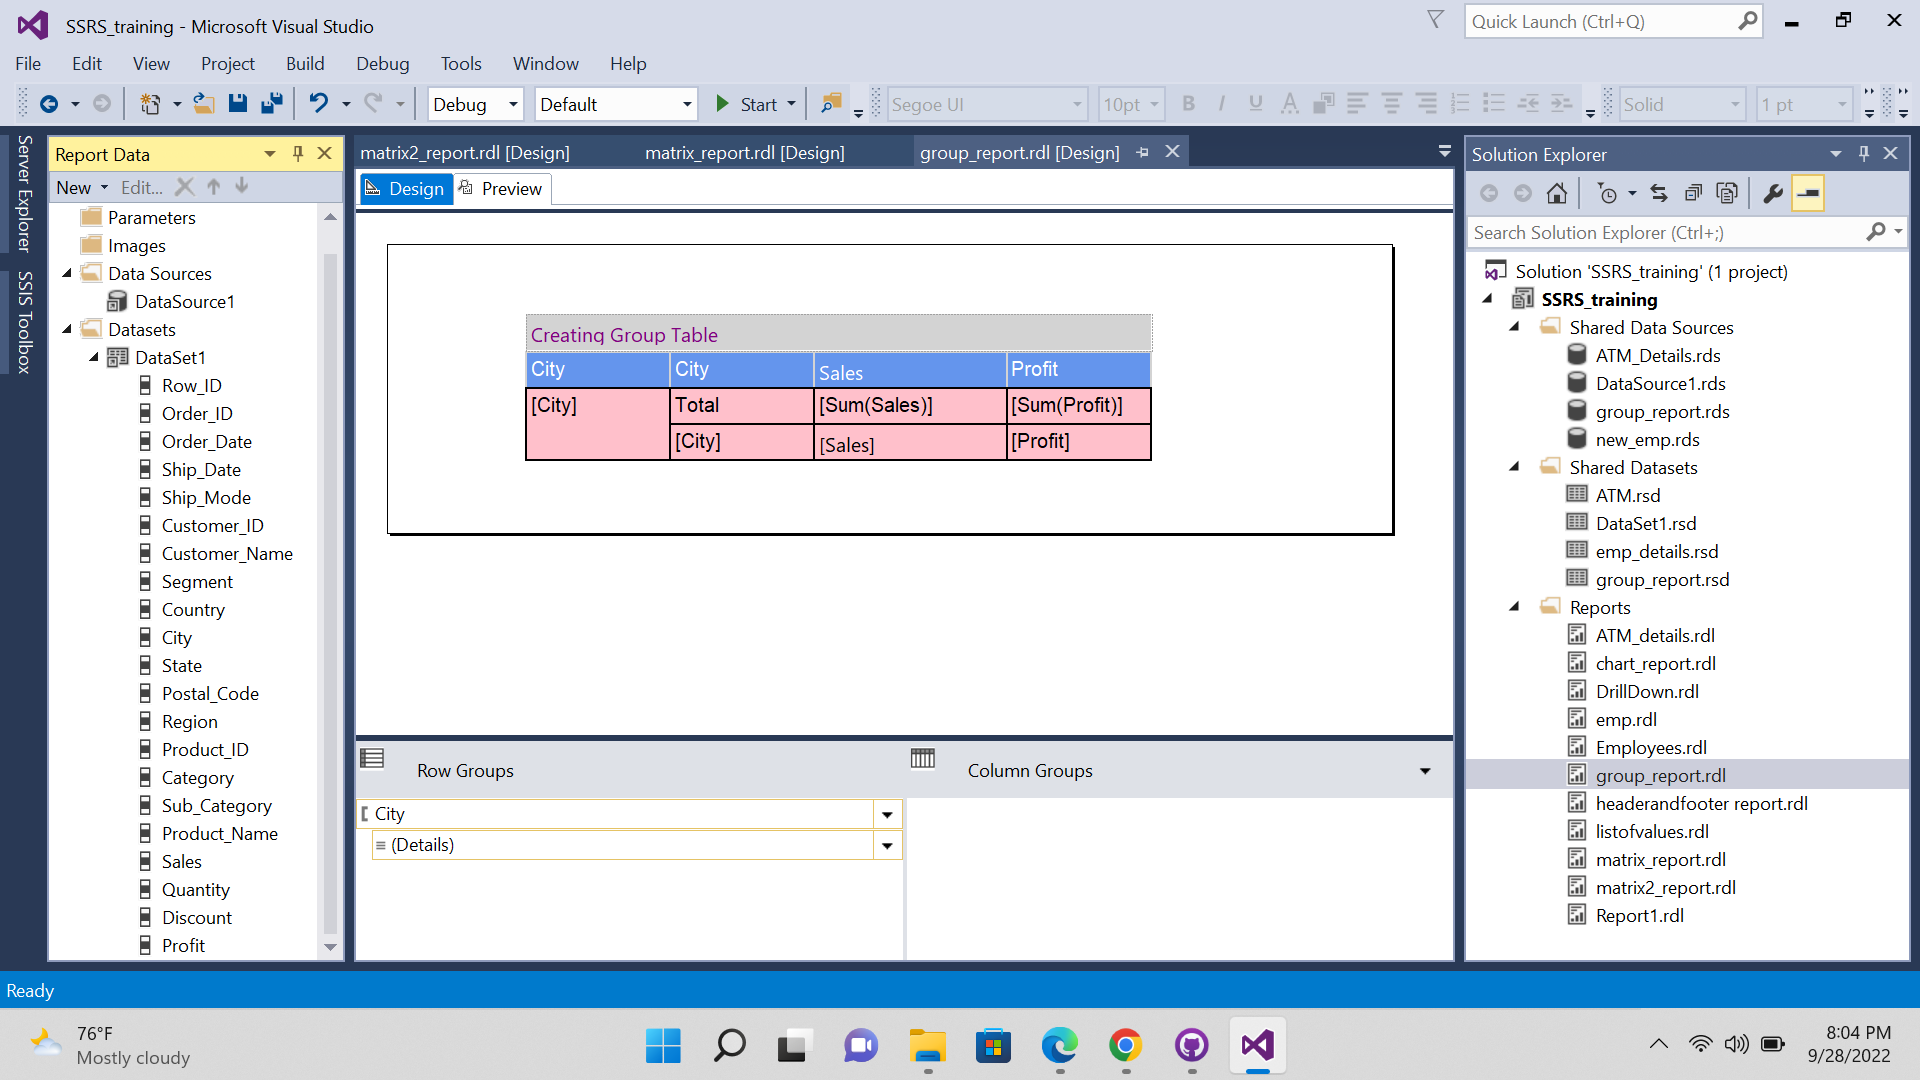 SSRS_training - Microsoft Visual Studio
Quick Launch (Ctrl+Q)
File Edit View Project Build Debug Tools Window Help
Debug Default Start Segoe UI 10pt B I U A Solid 1 pt
Server Explorer
SSIS Toolbox
Report Data
New Edit...
Parameters
Images
Data Sources
DataSource1
Datasets
DataSet1
Row_ID
Order_ID
Order_Date
Ship_Date
Ship_Mode
Customer_ID
Customer_Name
Segment
Country
City
State
Postal_Code
Region
Product_ID
Category
Sub_Category
Product_Name
Sales
Quantity
Discount
Profit
matrix2_report.rdl [Design] matrix_report.rdl [Design] group_report.rdl [Design]
Design Preview
Creating Group Table
City City Sales Profit
[City] Total [Sum(Sales)] [Sum(Profit)]
[City] [Sales] [Profit]
Row Groups Column Groups
City
(Details)
Solution Explorer
Search Solution Explorer (Ctrl+;)
Solution 'SSRS_training' (1 project)
SSRS_training
Shared Data Sources
ATM_Details.rds
DataSource1.rds
group_report.rds
new_emp.rds
Shared Datasets
ATM.rsd
DataSet1.rsd
emp_details.rsd
group_report.rsd
Reports
ATM_details.rdl
chart_report.rdl
DrillDown.rdl
emp.rdl
Employees.rdl
group_report.rdl
headerandfooter report.rdl
listofvalues.rdl
matrix_report.rdl
matrix2_report.rdl
Report1.rdl
Ready
76°F
Mostly cloudy
8:04 PM
9/28/2022